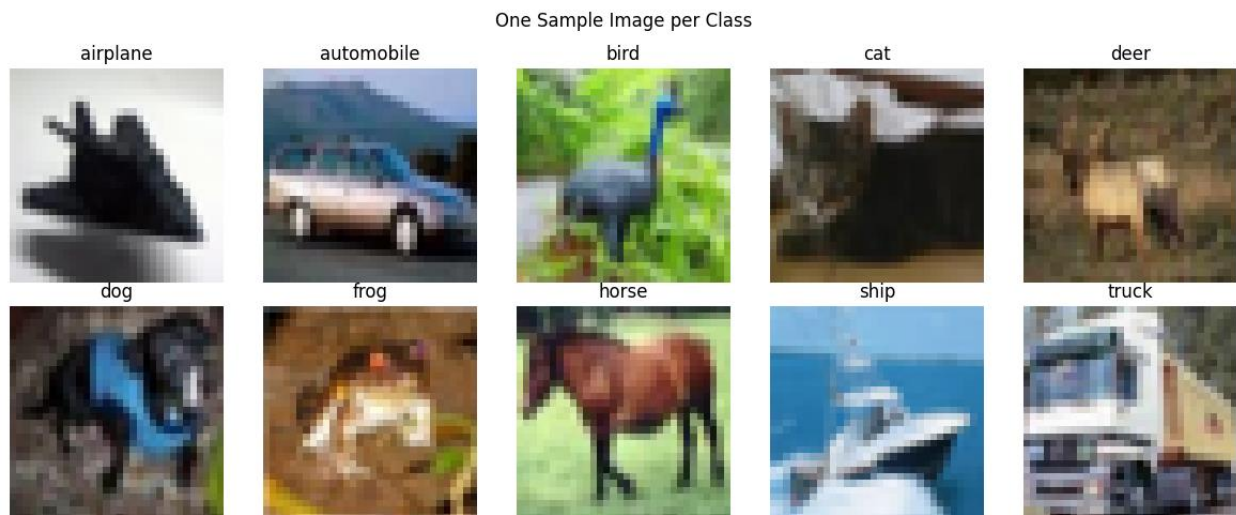 One Sample Image per Class
airplane automobile bird cat deer
dog frog horse ship truck